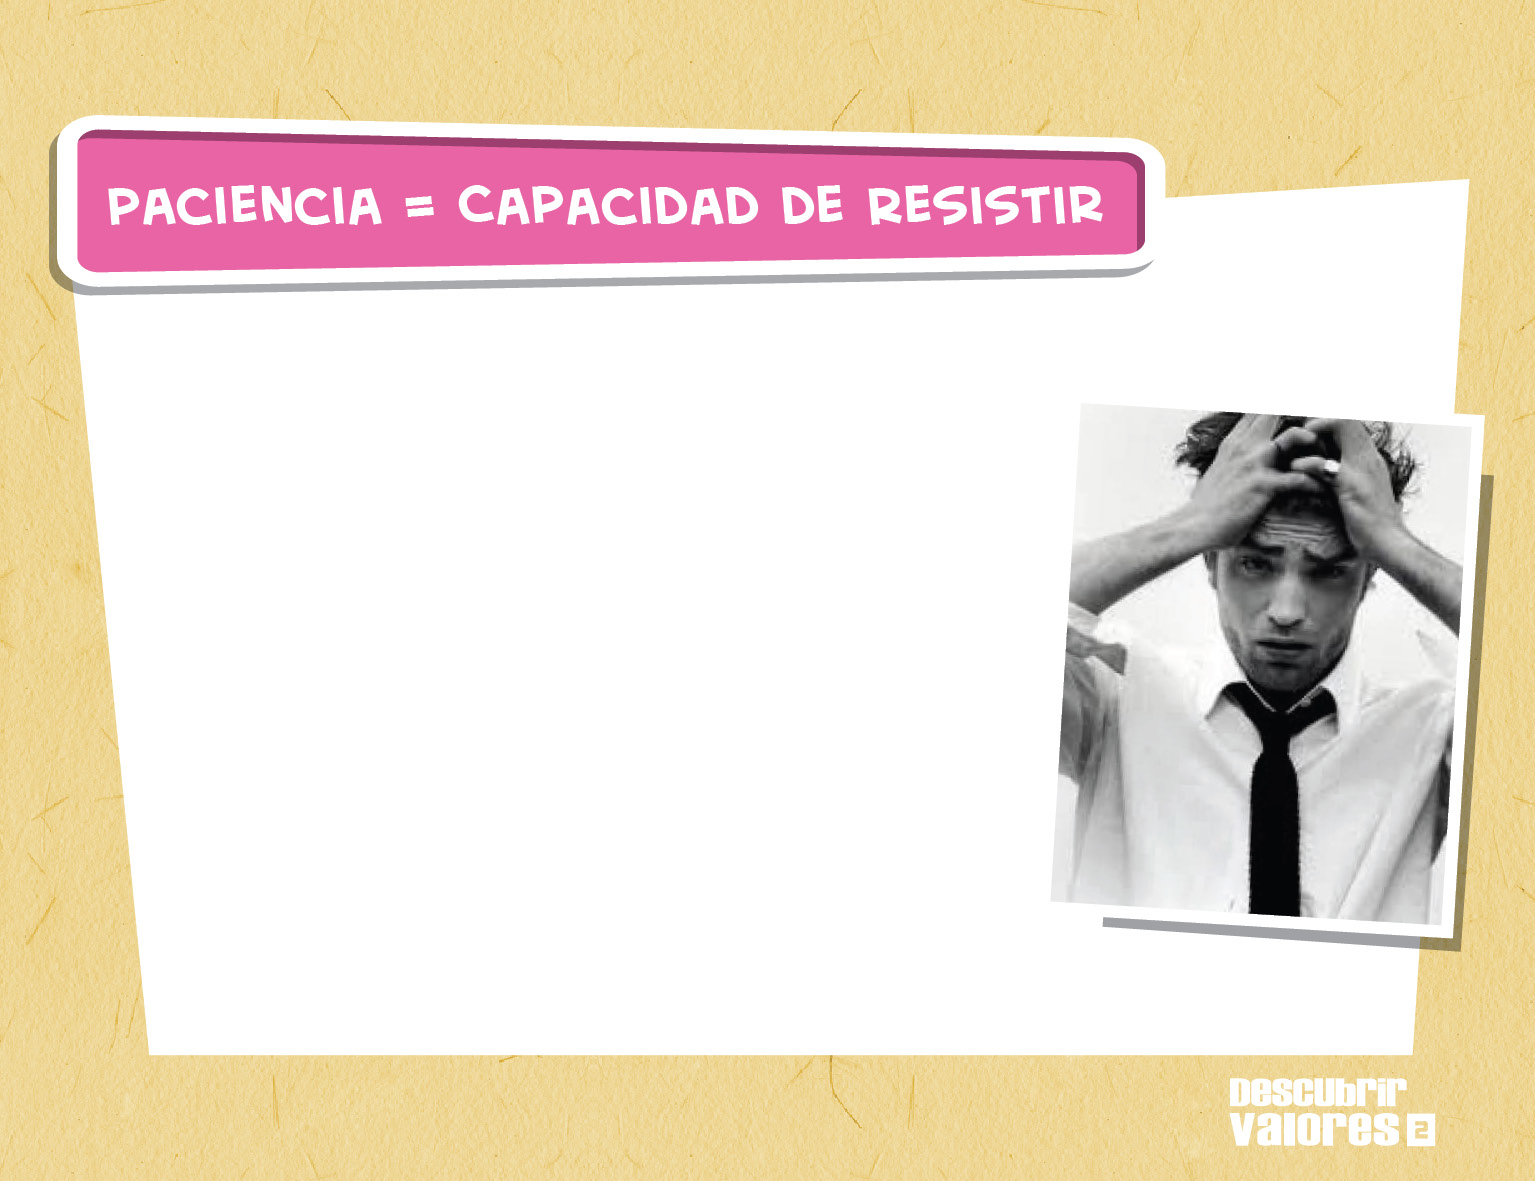 PACIENCIA = CAPACIDAD DE RESISTIR
Descubrir
Valores 2